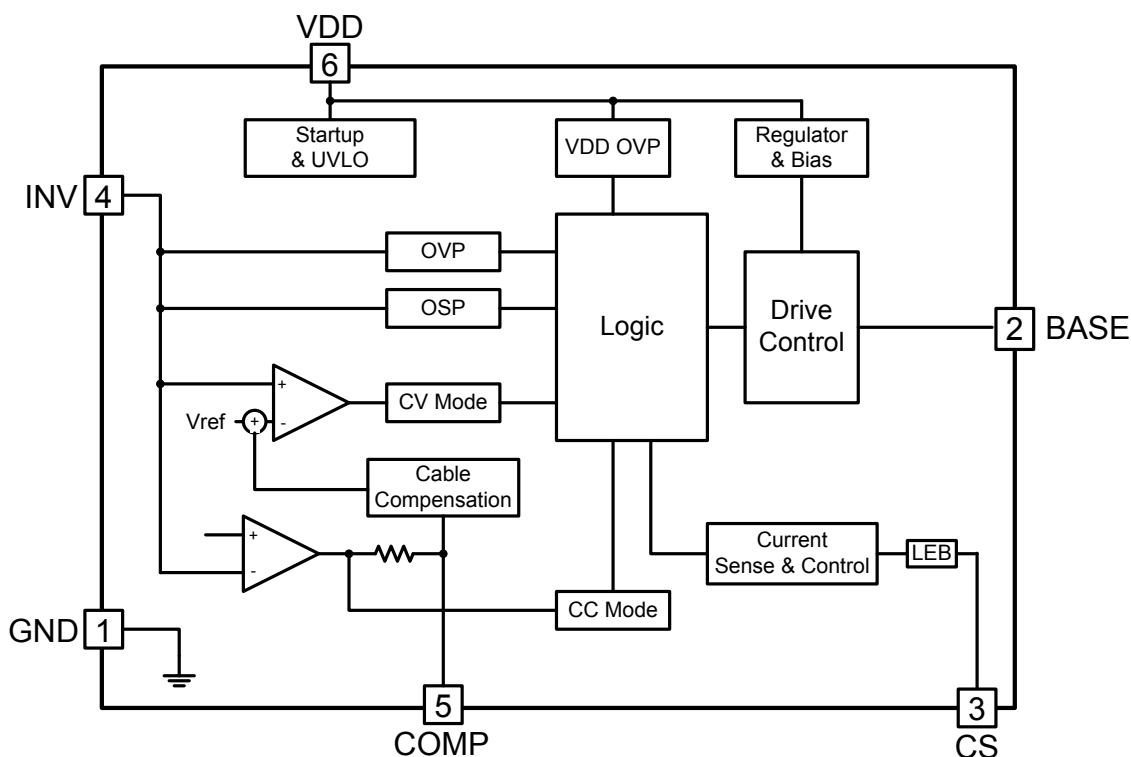 VDD
6
Startup
& UVLO
VDD OVP
Regulator
& Bias
INV
4
OVP
OSP
Logic
Drive
Control
2
BASE
+
CV Mode
Vref
+
-
Cable
Compensation
+
-
Current
Sense & Control
LEB
CC Mode
GND
1
5
COMP
3
CS